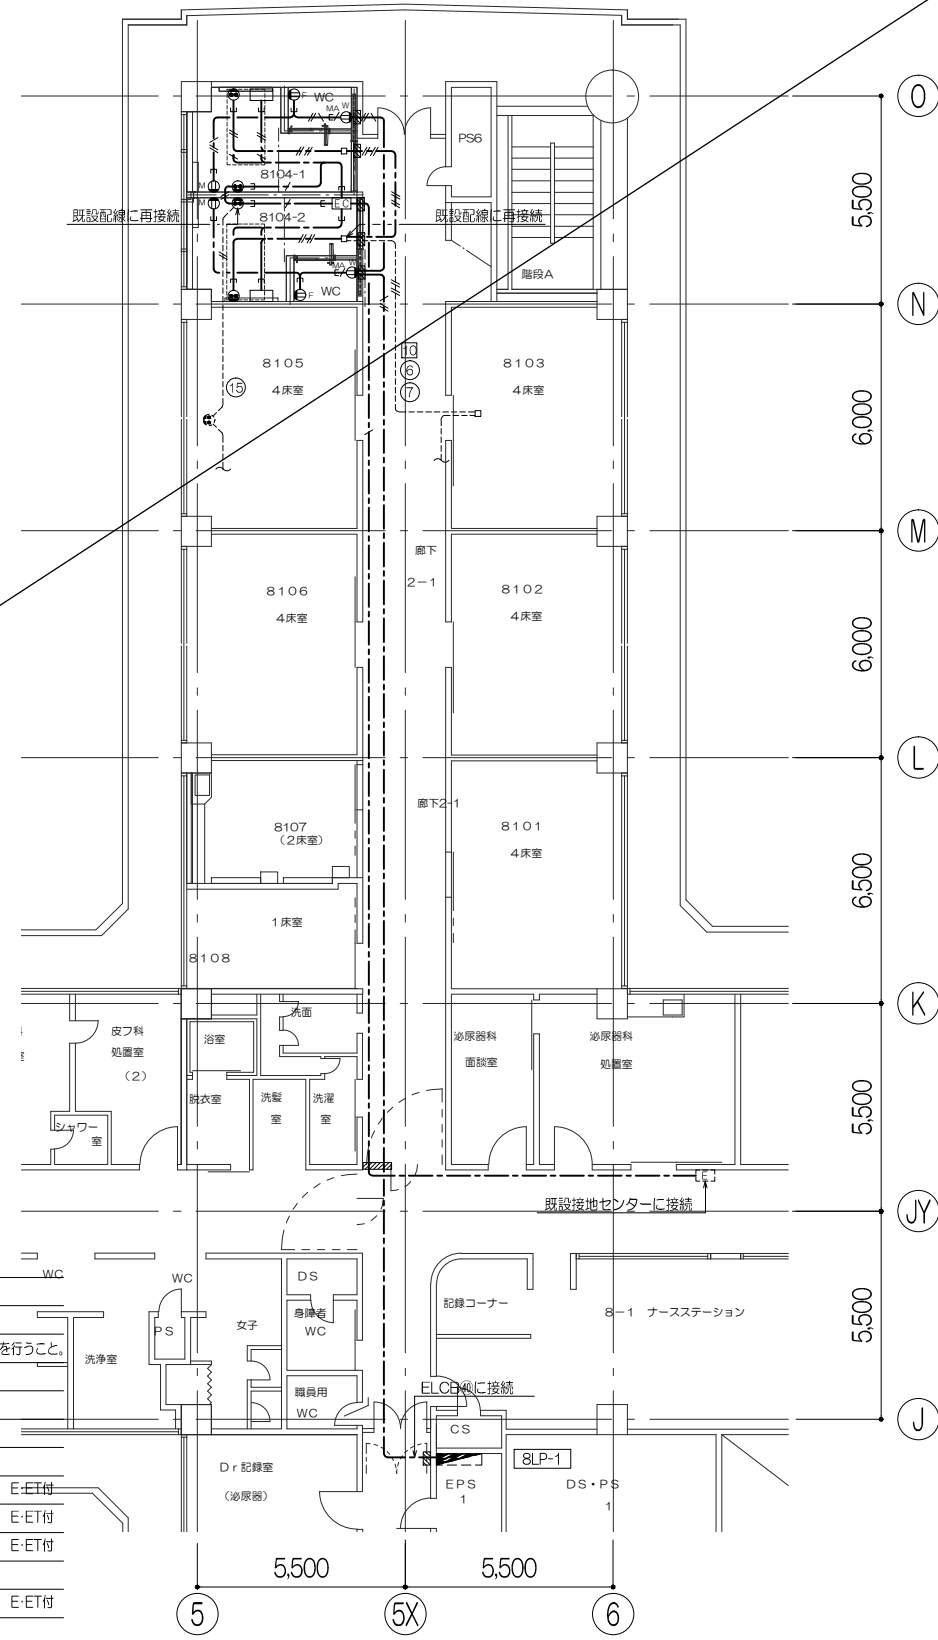 O
5,500
N
6,000
M
6,000
L
6,500
K
5,500
JY
5,500
J
WC
F
MA
W
PS6
8104-1
M
M
EC
既設配線に再接続
8104-2
既設配線に再接続
階段A
MA
W
F
WC
8105
4床室
15
10
6
7
8103
4床室
廊下
2-1
8106
4床室
8102
4床室
廊下2-1
8107
(2床室)
8101
4床室
1床室
8108
皮フ科
処置室
(2)
シャワー
室
浴室
脱衣室
洗面
洗髪
室
洗濯
室
泌尿器科
面談室
泌尿器科
処置室
E
既設接地センターに接続
WC
WC
DS
PS
女子
身障者
WC
記録コーナー
8-1 ナースステーション
を行うこと。
洗浄室
職員用
WC
ELCB㊵に接続
CS
8LP-1
Dr記録室
(泌尿器)
EPS
1
DS・PS
1
E・ET付
E・ET付
E・ET付
E・ET付
5,500
5,500
5
5X
6